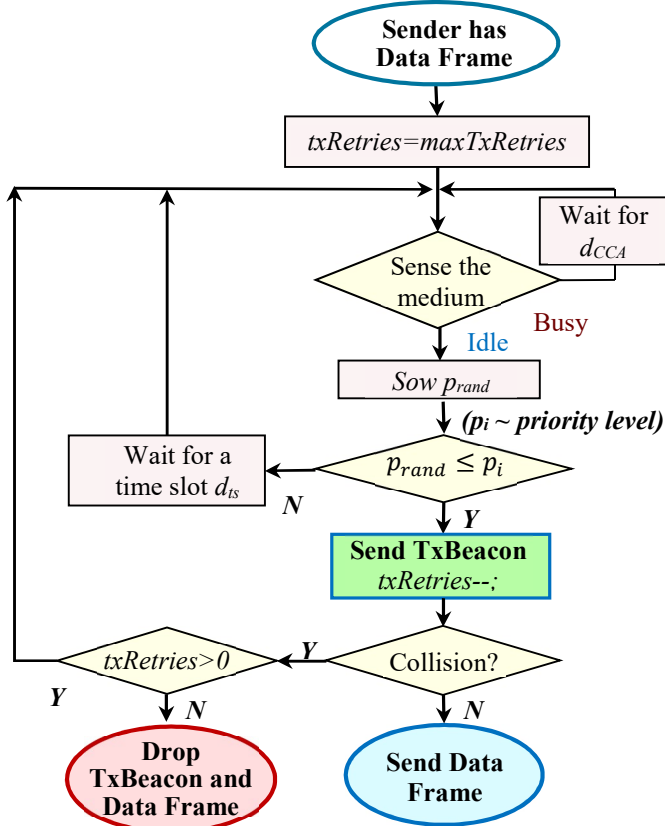 Sender has
Data Frame
txRetries=maxTxRetries
Wait for
dCCA
Sense the
medium
Busy
Idle
Sow prand
(pi ~ priority level)
Wait for a
time slot dts
prand ≤ pi
N
Y
Send TxBeacon
txRetries--;
txRetries>0
Y
Collision?
Y
N
N
Drop
TxBeacon and
Data Frame
Send Data
Frame